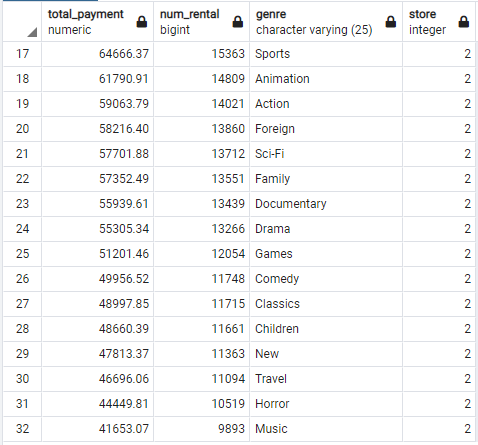 total_payment num_rental genre store
numeric bigint character varying (25) integer
17 64666.37 15363 Sports 2
18 61790.91 14809 Animation 2
19 59063.79 14021 Action 2
20 58216.40 13860 Foreign 2
21 57701.88 13712 Sci-Fi 2
22 57352.49 13551 Family 2
23 55939.61 13439 Documentary 2
24 55305.34 13266 Drama 2
25 51201.46 12054 Games 2
26 49956.52 11748 Comedy 2
27 48997.85 11715 Classics 2
28 48660.39 11661 Children 2
29 47813.37 11363 New 2
30 46696.06 11094 Travel 2
31 44449.81 10519 Horror 2
32 41653.07 9893 Music 2